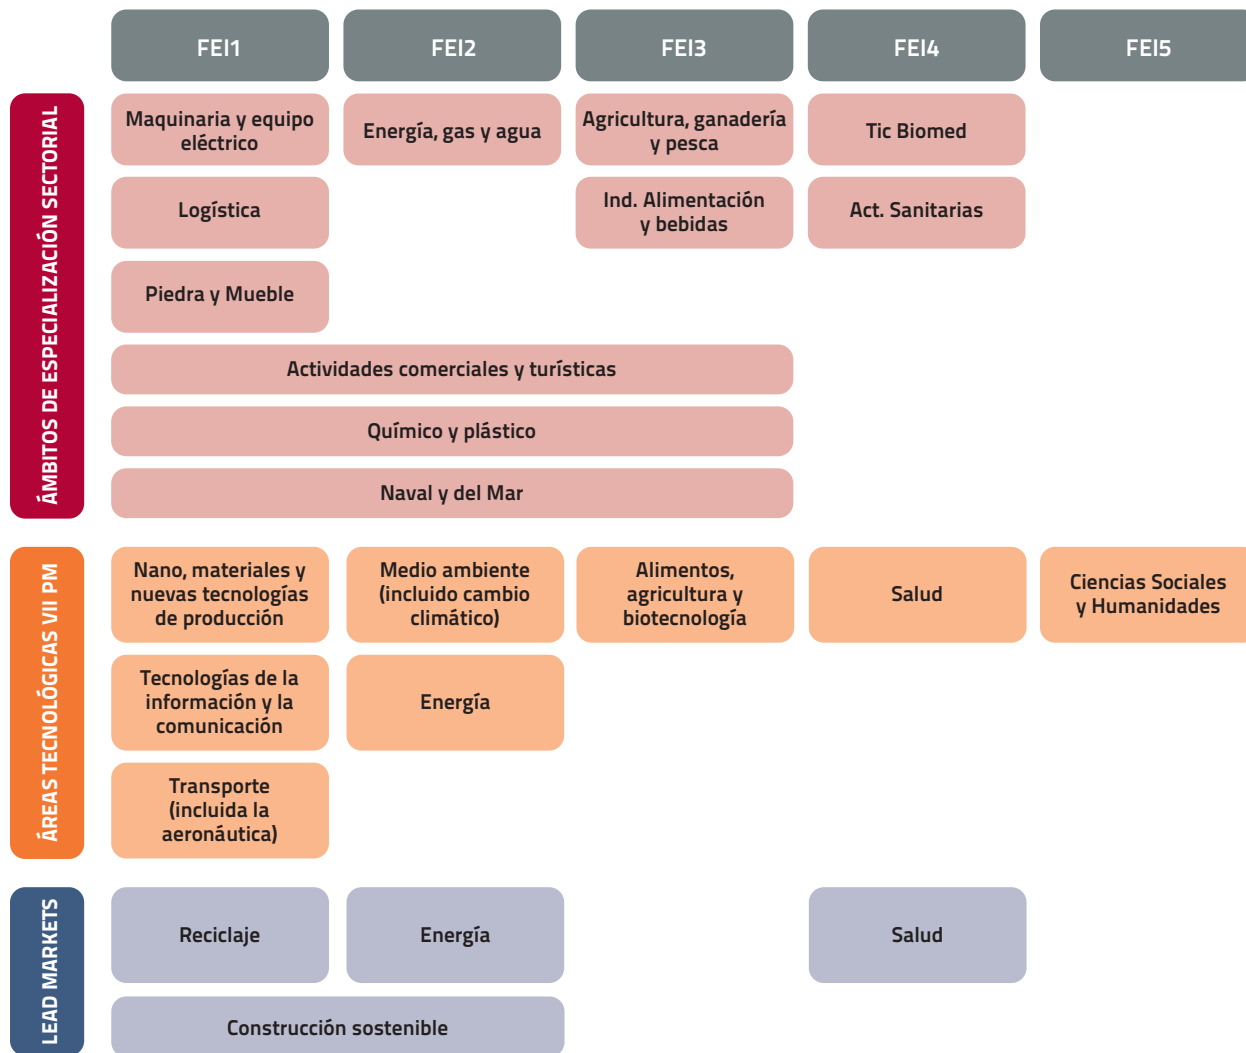 FEI1
FEI2
FEI3
FEI4
FEI5
ÁMBITOS DE ESPECIALIZACIÓN SECTORIAL
Maquinaria y equipo
eléctrico
Energía, gas y agua
Agricultura, ganadería
y pesca
Tic Biomed
Logística
Ind. Alimentación
y bebidas
Act. Sanitarias
Piedra y Mueble
Actividades comerciales y turísticas
Químico y plástico
Naval y del Mar
ÁREAS TECNOLÓGICAS VII PM
Nano, materiales y
nuevas tecnologías
de producción
Medio ambiente
(incluido cambio
climático)
Alimentos,
agricultura y
biotecnología
Salud
Ciencias Sociales
y Humanidades
Tecnologías de la
información y la
comunicación
Energía
Transporte
(incluida la
aeronáutica)
LEAD MARKETS
Reciclaje
Energía
Salud
Construcción sostenible